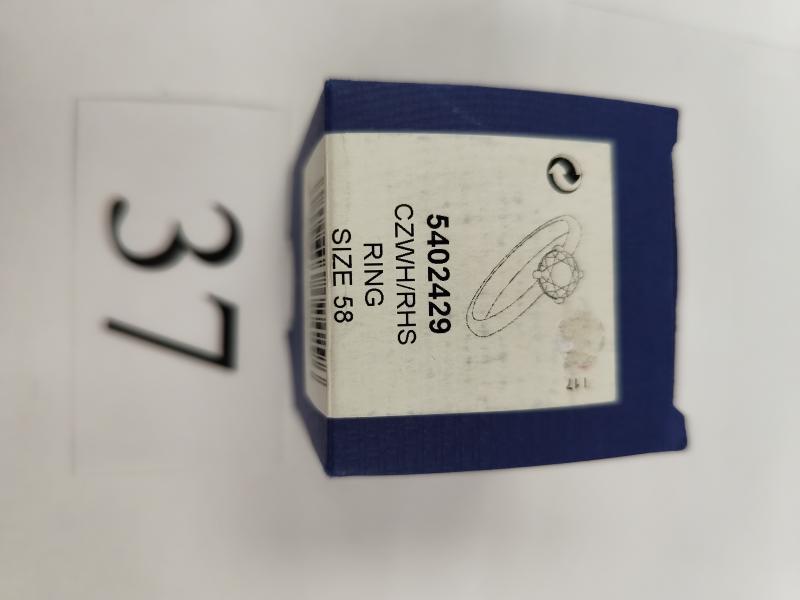 37
5402429
CZWH/RHS
RING
SIZE 58